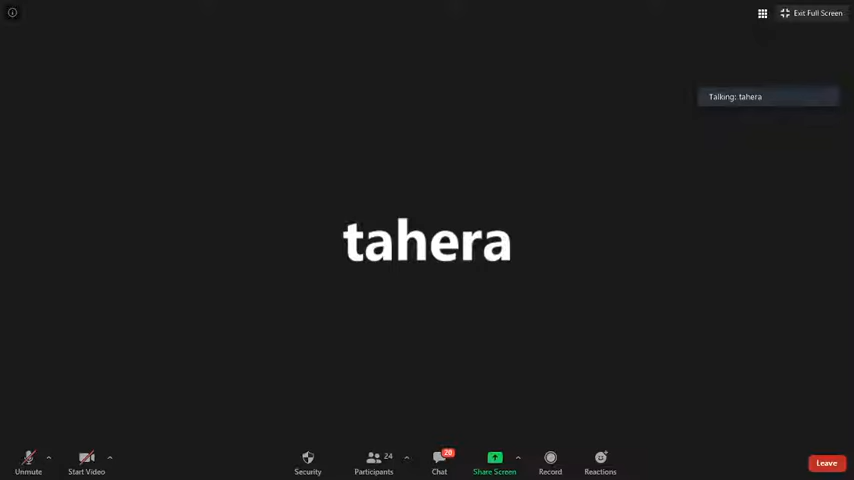 Exit Full Screen
Talking: tahera
tahera
Unmute
Start Video
Security
Participants 24
Chat 20
Share Screen
Record
Reactions
Leave